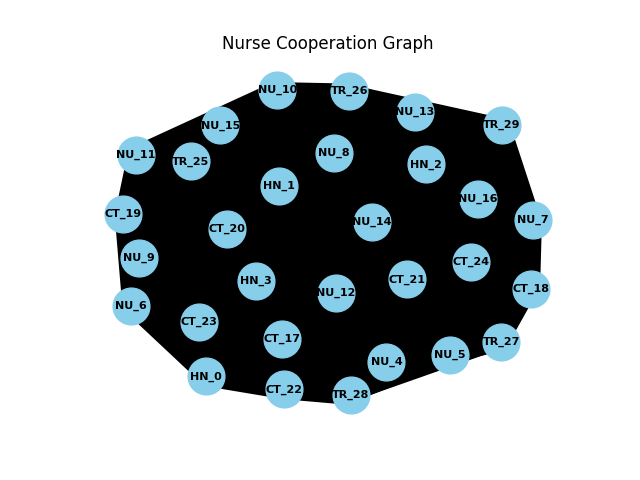 Nurse Cooperation Graph
NU_10
TR_26
NU_13
NU_15
TR_29
NU_11
TR_25
NU_8
HN_2
HN_1
NU_16
CT_19
CT_20
NU_14
NU_7
NU_9
CT_24
HN_3
CT_21
NU_12
CT_18
NU_6
CT_23
CT_17
TR_27
NU_5
NU_4
HN_0
CT_22
TR_28